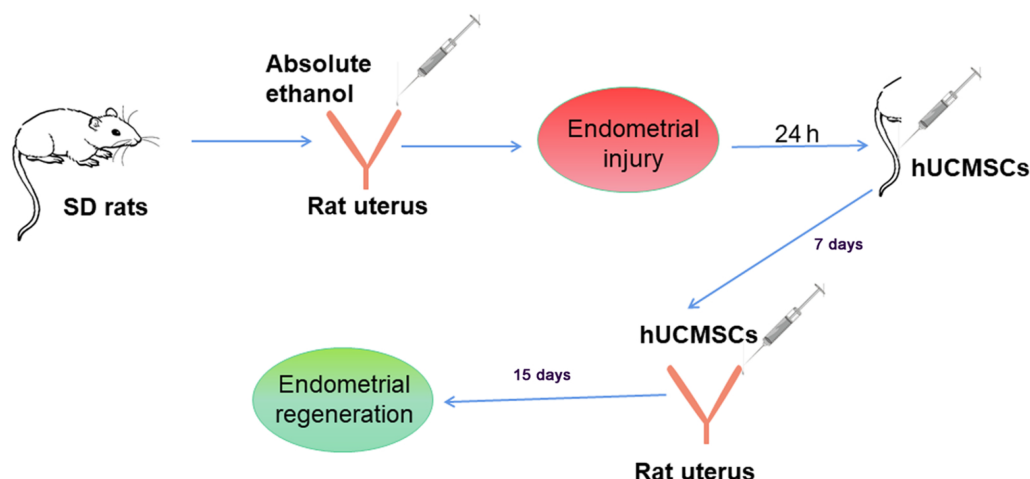 SD rats
Absolute
ethanol
Rat uterus
Endometrial
injury
24 h
hUCMSCs
7 days
hUCMSCs
Rat uterus
15 days
Endometrial
regeneration